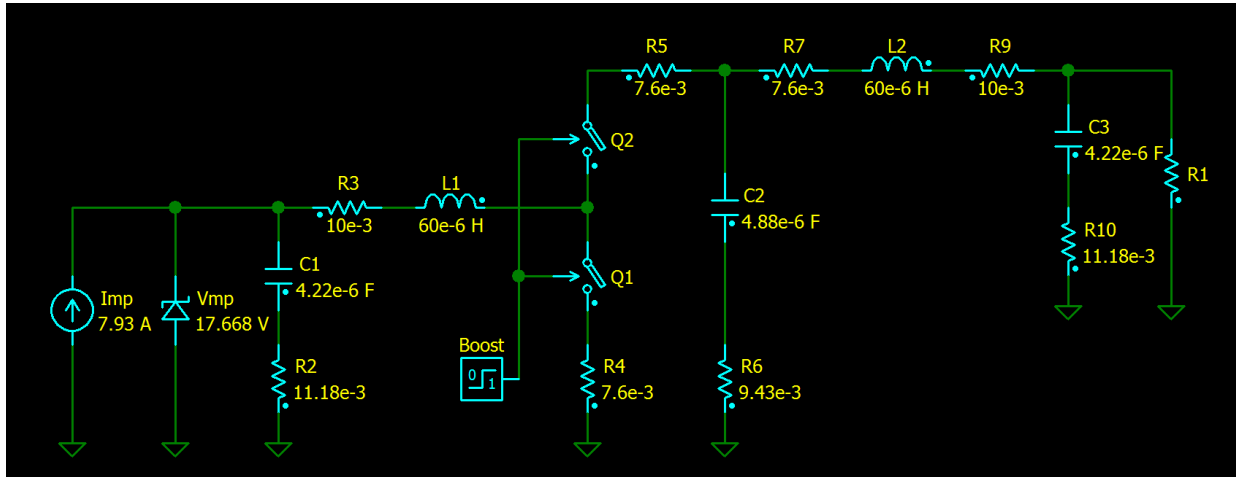 R5
7.6e-3
R7
7.6e-3
L2
60e-6 H
R9
10e-3
Q2
C3
4.22e-6 F
R1
R3
10e-3
L1
60e-6 H
C2
4.88e-6 F
R10
11.18e-3
C1
4.22e-6 F
Q1
Imp
7.93 A
Vmp
17.668 V
Boost
0
1
R2
11.18e-3
R4
7.6e-3
R6
9.43e-3